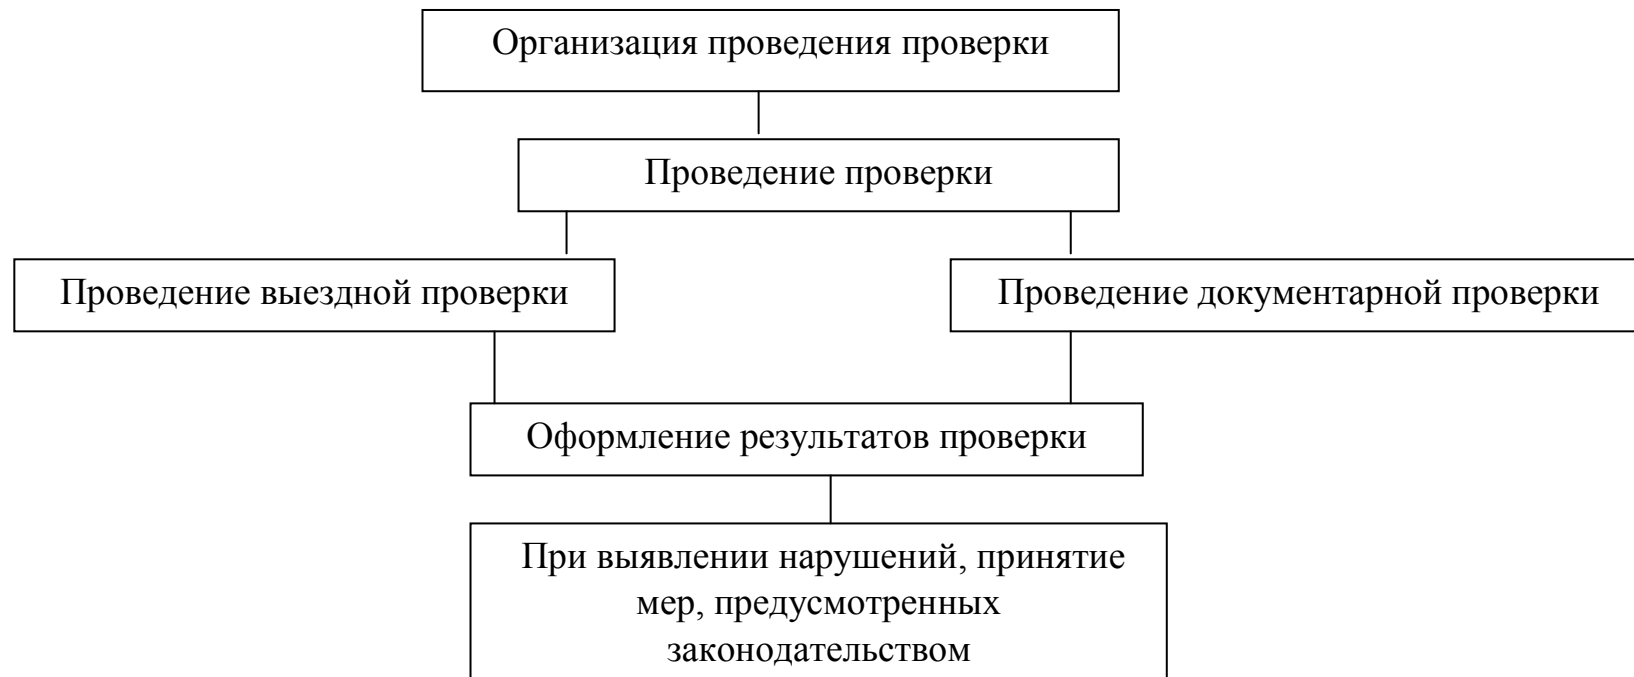 Организация проведения проверки
Проведение проверки
Проведение выездной проверки
Проведение документарной проверки
Оформление результатов проверки
При выявлении нарушений, принятие
мер, предусмотренных
законодательством